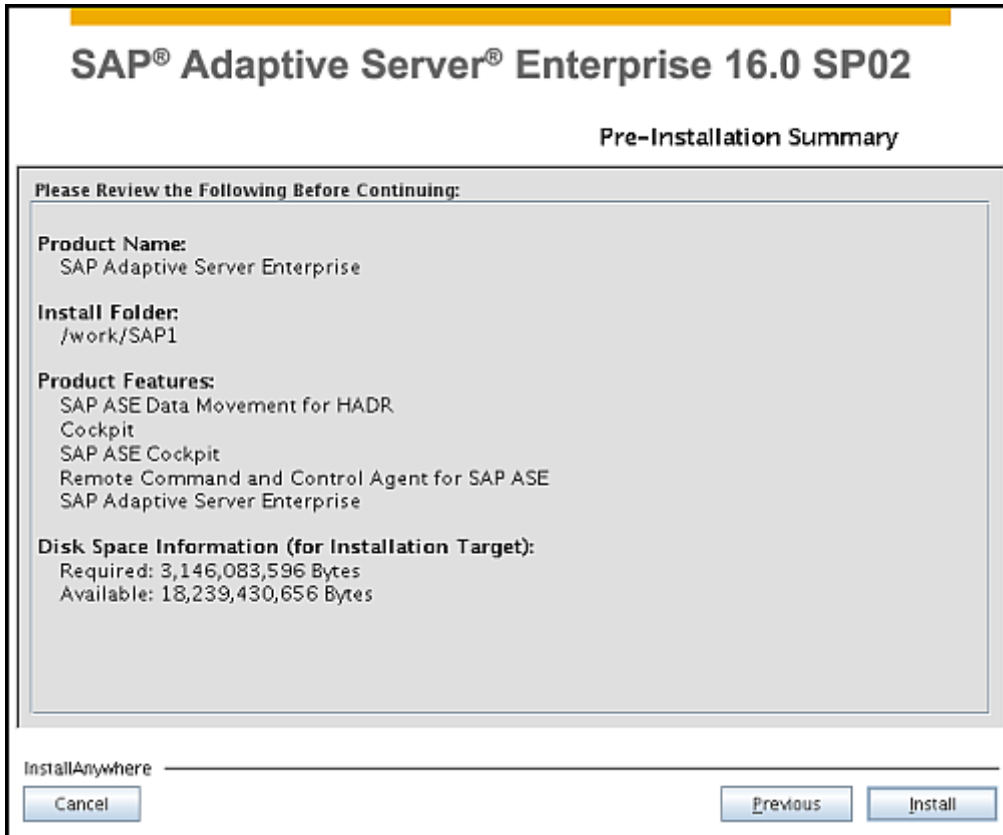 SAP® Adaptive Server® Enterprise 16.0 SP02
Pre-Installation Summary
Please Review the Following Before Continuing:
Product Name:
SAP Adaptive Server Enterprise
Install Folder:
/work/SAP1
Product Features:
SAP ASE Data Movement for HADR
Cockpit
SAP ASE Cockpit
Remote Command and Control Agent for SAP ASE
SAP Adaptive Server Enterprise
Disk Space Information (for Installation Target):
Required: 3,146,083,596 Bytes
Available: 18,239,430,656 Bytes
InstallAnywhere
Cancel
Previous
Install